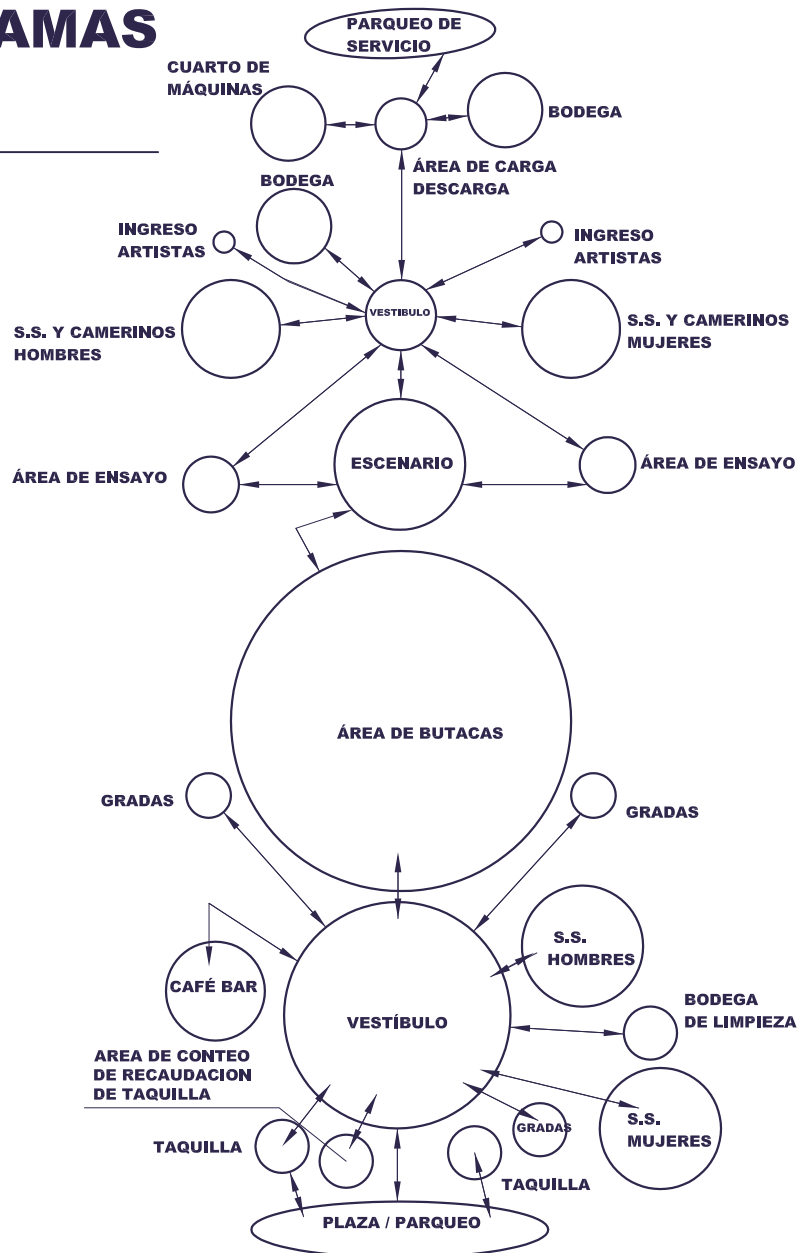 AMAS
PARQUEO DE
SERVICIO
CUARTO DE
MÁQUINAS
BODEGA
ÁREA DE CARGA
DESCARGA
BODEGA
INGRESO
ARTISTAS
INGRESO
ARTISTAS
VESTIBULO
S.S. Y CAMERINOS
HOMBRES
S.S. Y CAMERINOS
MUJERES
ESCENARIO
ÁREA DE ENSAYO
ÁREA DE ENSAYO
ÁREA DE BUTACAS
GRADAS
GRADAS
S.S.
HOMBRES
CAFÉ BAR
BODEGA
DE LIMPIEZA
VESTÍBULO
AREA DE CONTEO
DE RECAUDACION
DE TAQUILLA
GRADAS
S.S.
MUJERES
TAQUILLA
TAQUILLA
PLAZA / PARQUEO